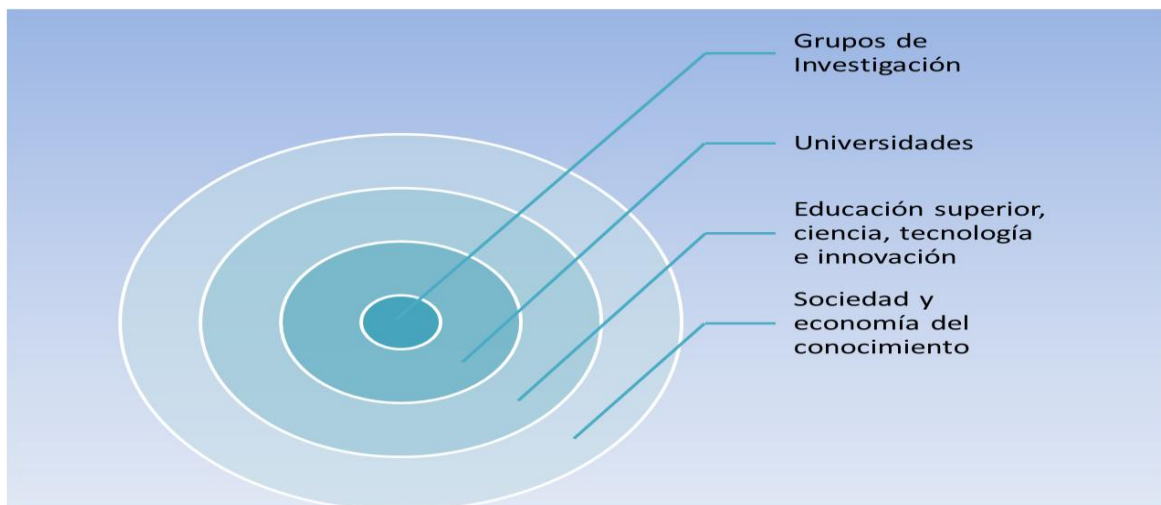 Grupos de
Investigación
Universidades
Educación superior,
ciencia, tecnología
e innovación
Sociedad y
economía del
conocimiento